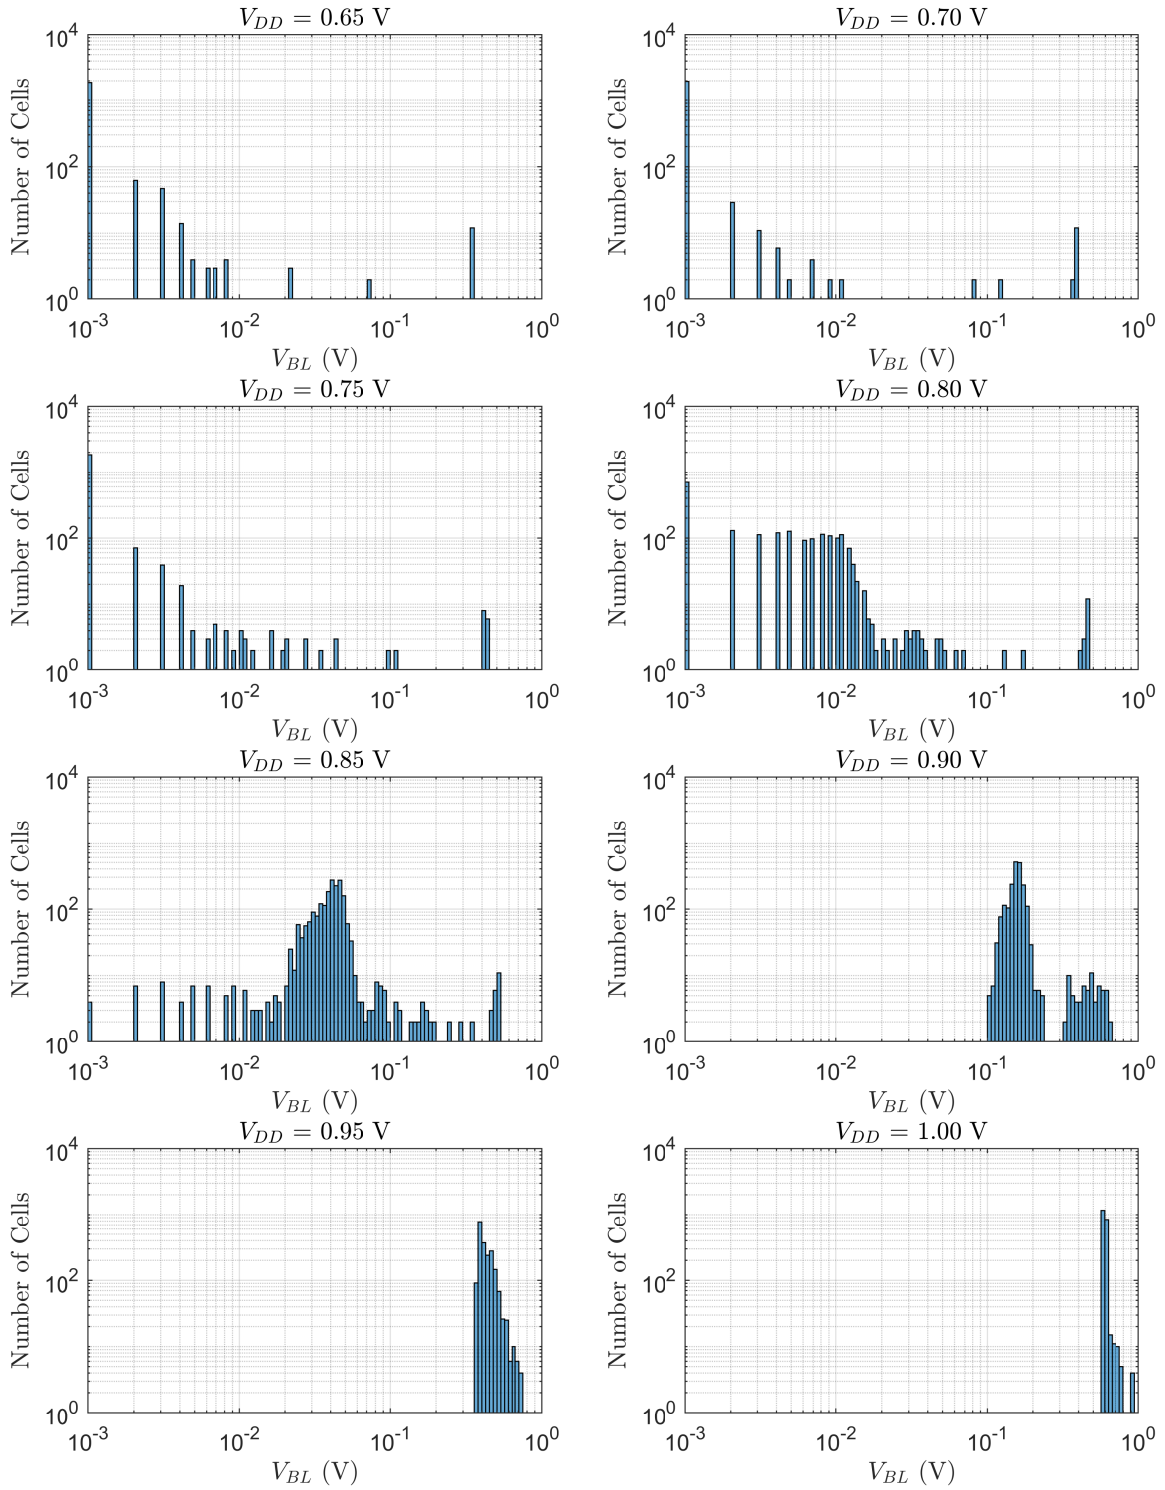 V_DD = 0.65 V
Number of Cells
10^4
10^2
10^0
10^-3 10^-2 10^-1 10^0
V_BL (V)
V_DD = 0.70 V
Number of Cells
10^4
10^2
10^0
10^-3 10^-2 10^-1 10^0
V_BL (V)
V_DD = 0.75 V
Number of Cells
10^4
10^2
10^0
10^-3 10^-2 10^-1 10^0
V_BL (V)
V_DD = 0.80 V
Number of Cells
10^4
10^2
10^0
10^-3 10^-2 10^-1 10^0
V_BL (V)
V_DD = 0.85 V
Number of Cells
10^4
10^2
10^0
10^-3 10^-2 10^-1 10^0
V_BL (V)
V_DD = 0.90 V
Number of Cells
10^4
10^2
10^0
10^-3 10^-2 10^-1 10^0
V_BL (V)
V_DD = 0.95 V
Number of Cells
10^4
10^2
10^0
10^-3 10^-2 10^-1 10^0
V_BL (V)
V_DD = 1.00 V
Number of Cells
10^4
10^2
10^0
10^-3 10^-2 10^-1 10^0
V_BL (V)